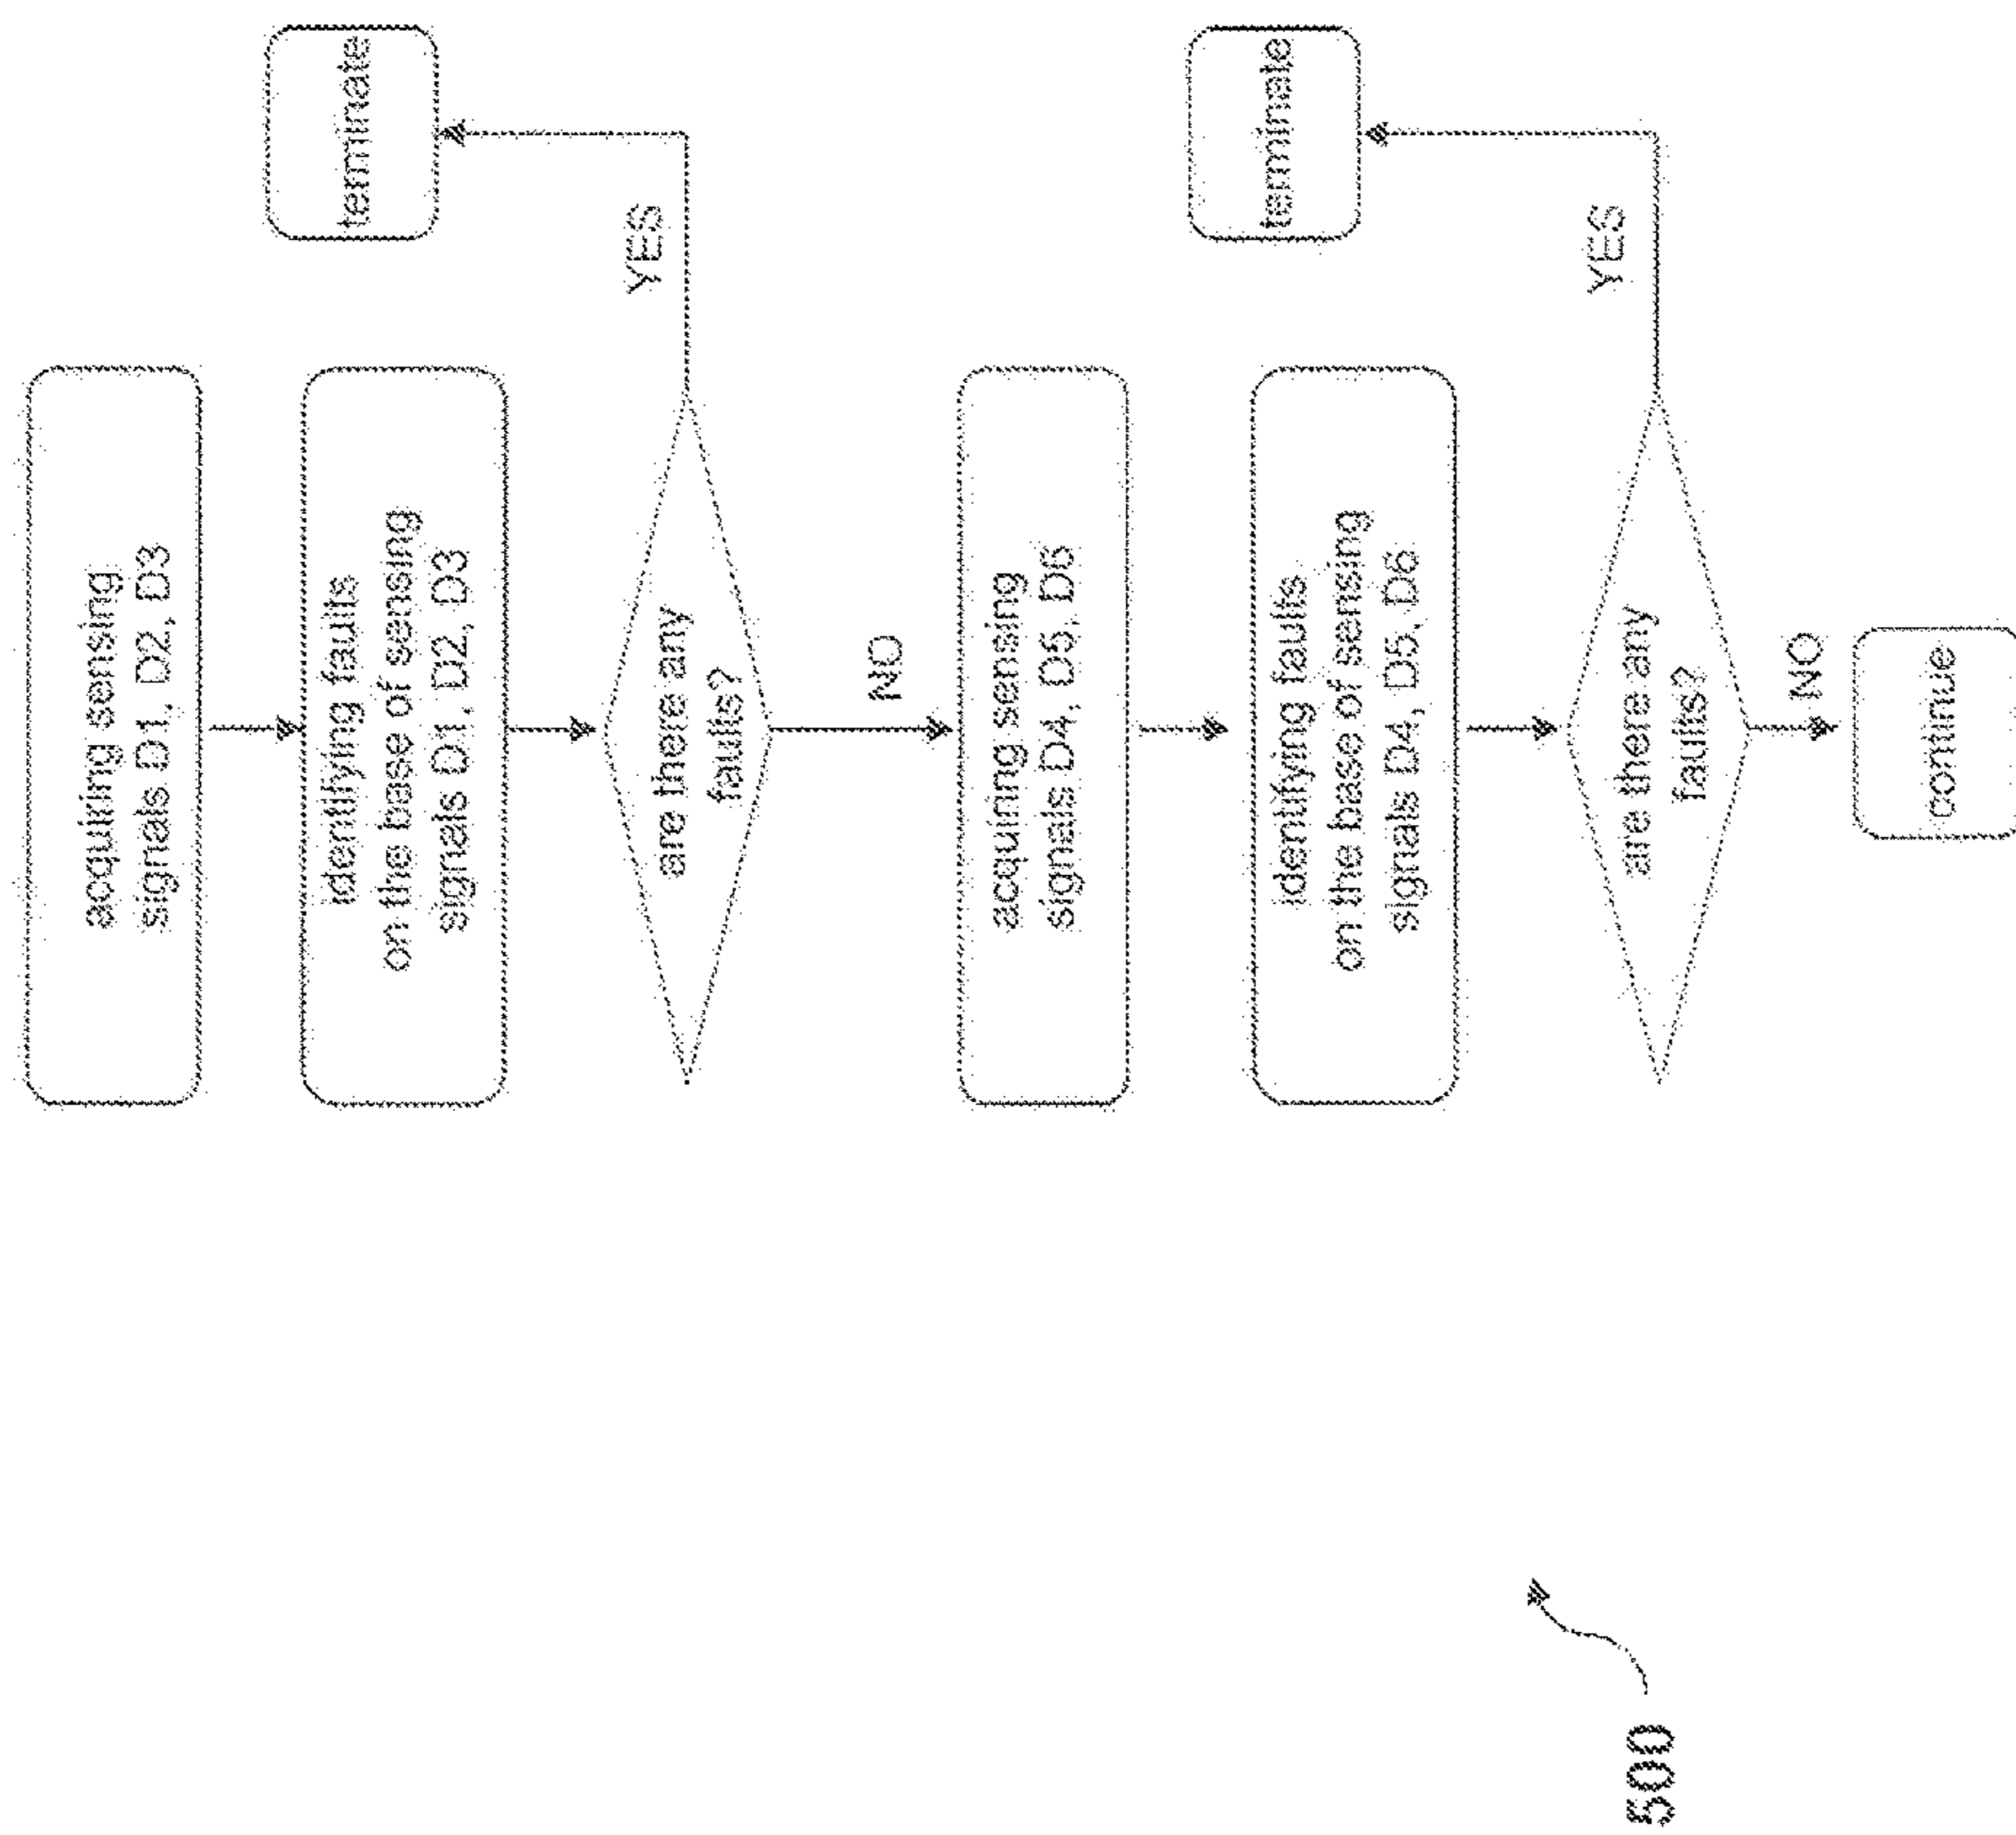 acquiring sensing
signals D1, D2, D3
identifying faults
on the base of sensing
signals D1, D2, D3
are there any
faults?
YES
terminate
NO
acquiring sensing
signals D4, D5, D6
identifying faults
on the base of sensing
signals D4, D5, D6
are there any
faults?
YES
terminate
NO
continue
500